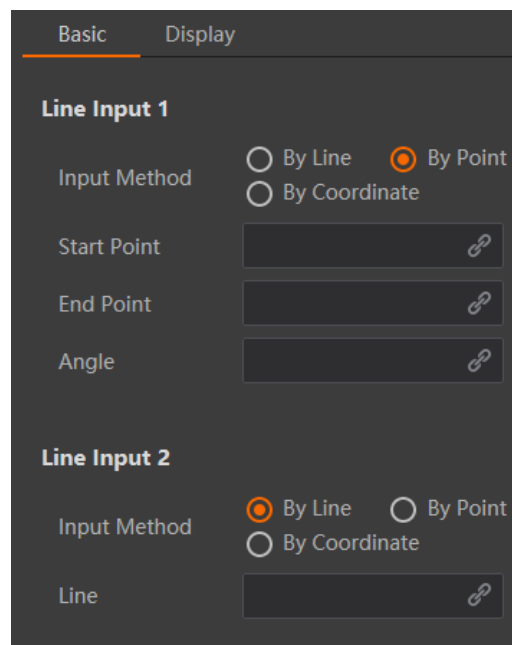 Basic Display
Line Input 1
Input Method By Line By Point
By Coordinate
Start Point
End Point
Angle
Line Input 2
Input Method By Line By Point
By Coordinate
Line